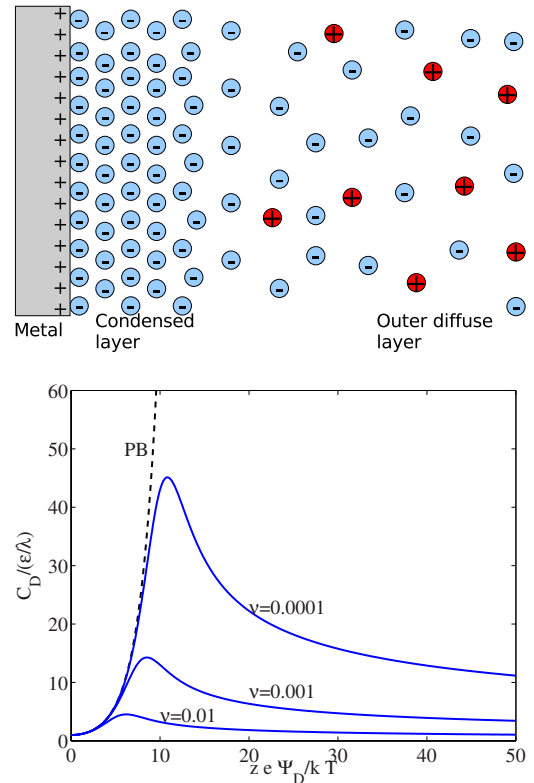 Metal
Condensed
layer
Outer diffuse
layer
60
50
40
30
20
10
0
PB
ν=0.0001
ν=0.001
ν=0.01
C_D/(ε/λ)
0
10
20
30
40
50
z e Ψ_D/k T